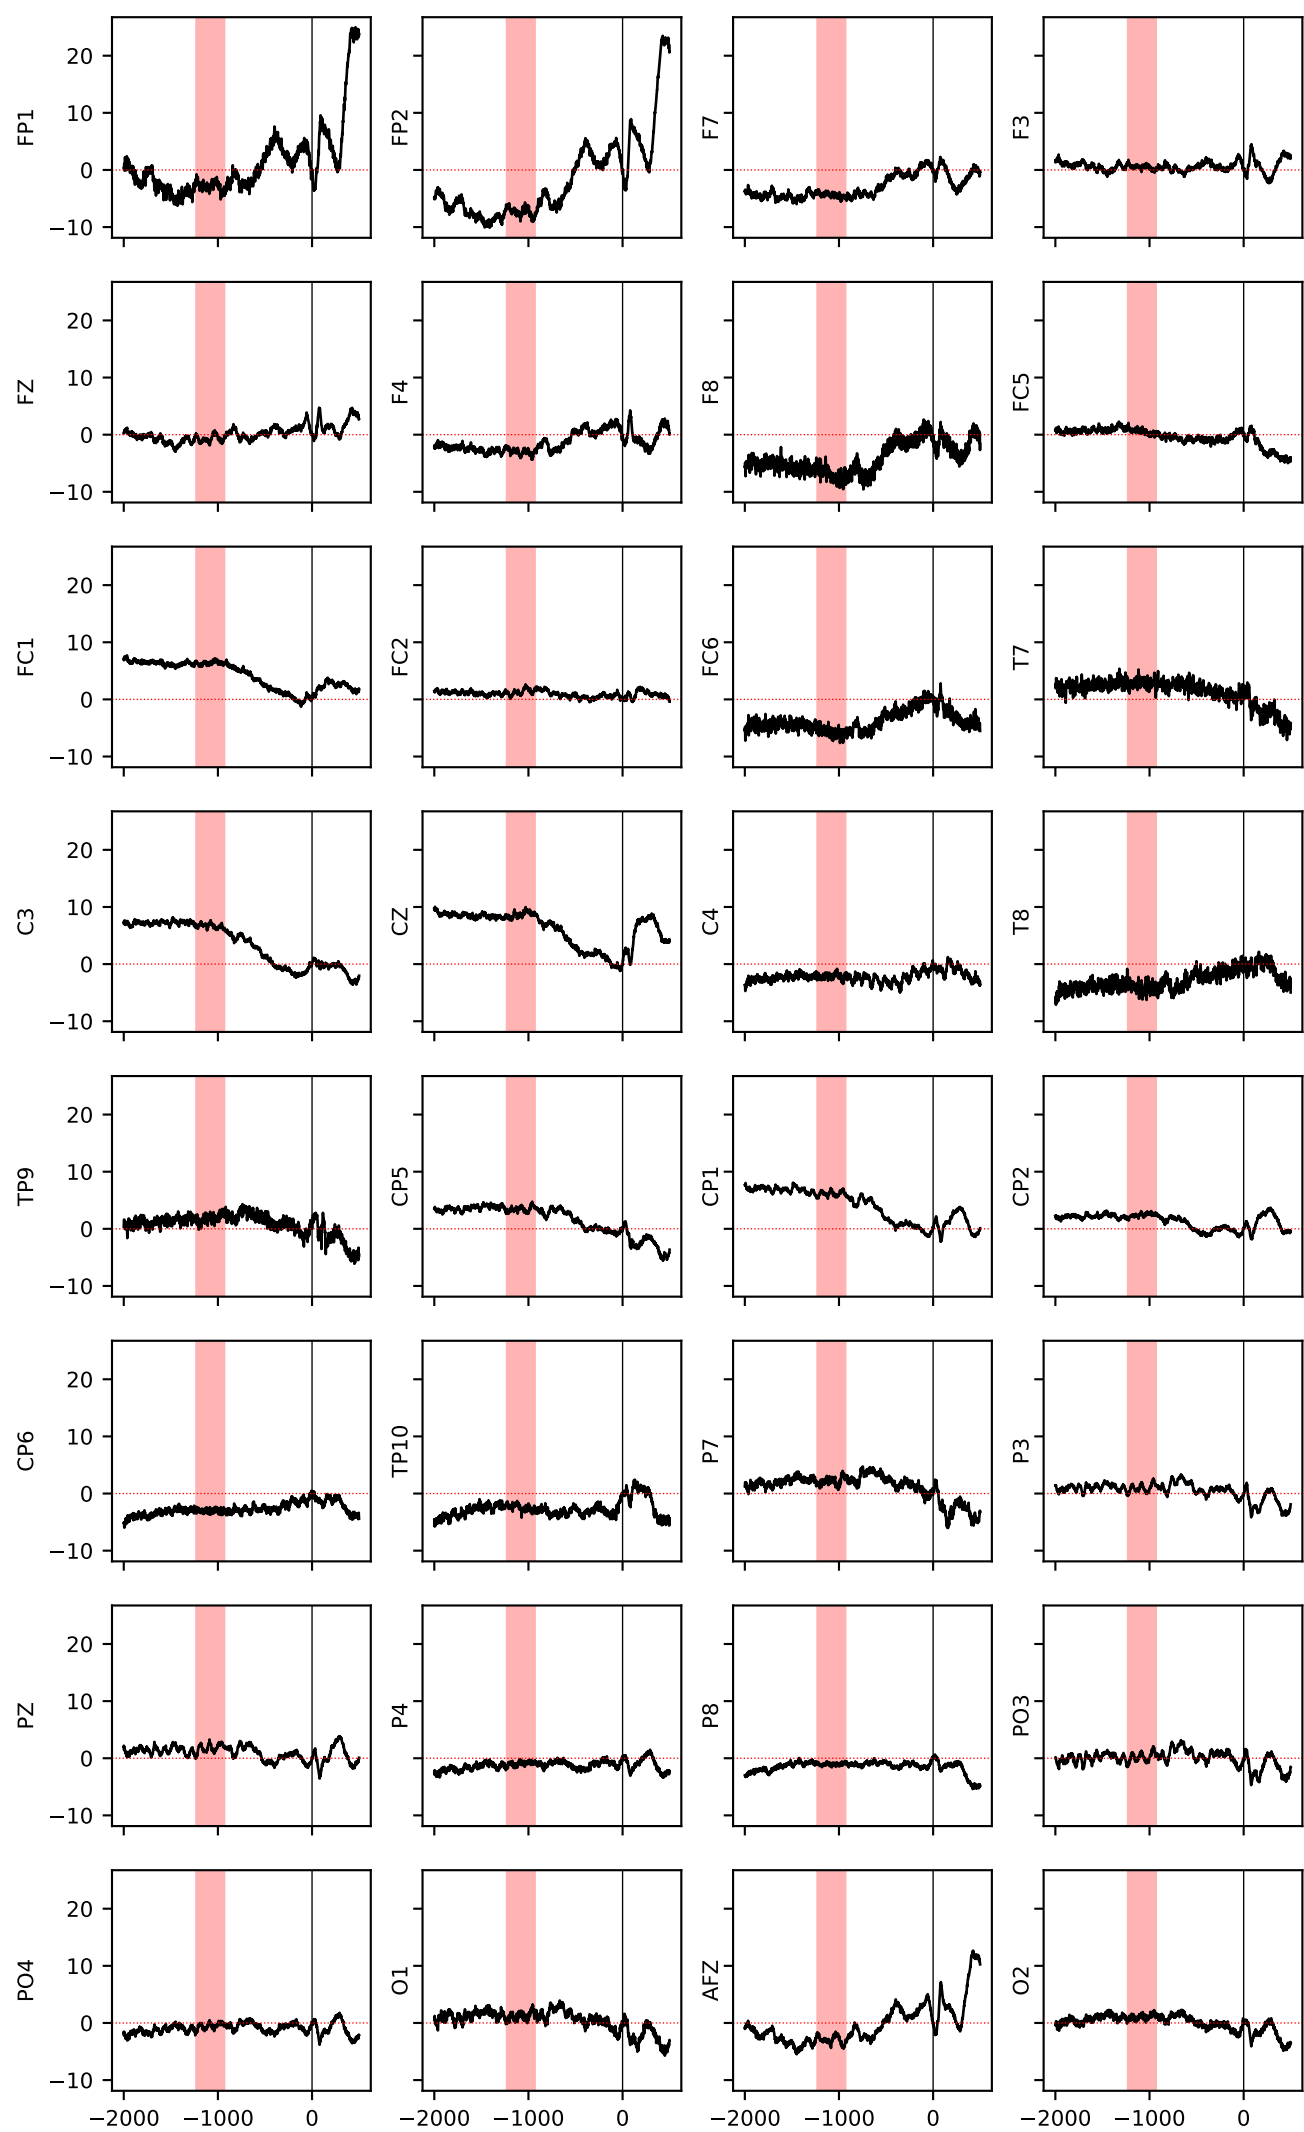 FP1 20 10 0 −10 FP2 F7 F3
FZ 20 10 0 −10 F4 F8 FC5
FC1 20 10 0 −10 FC2 FC6 T7
C3 20 10 0 −10 CZ C4 T8
TP9 20 10 0 −10 CP5 CP1 CP2
CP6 20 10 0 −10 TP10 P7 P3
PZ 20 10 0 −10 P4 P8 PO3
PO4 20 10 0 −10 O1 AFZ O2
−2000 −1000 0 −2000 −1000 0 −2000 −1000 0 −2000 −1000 0